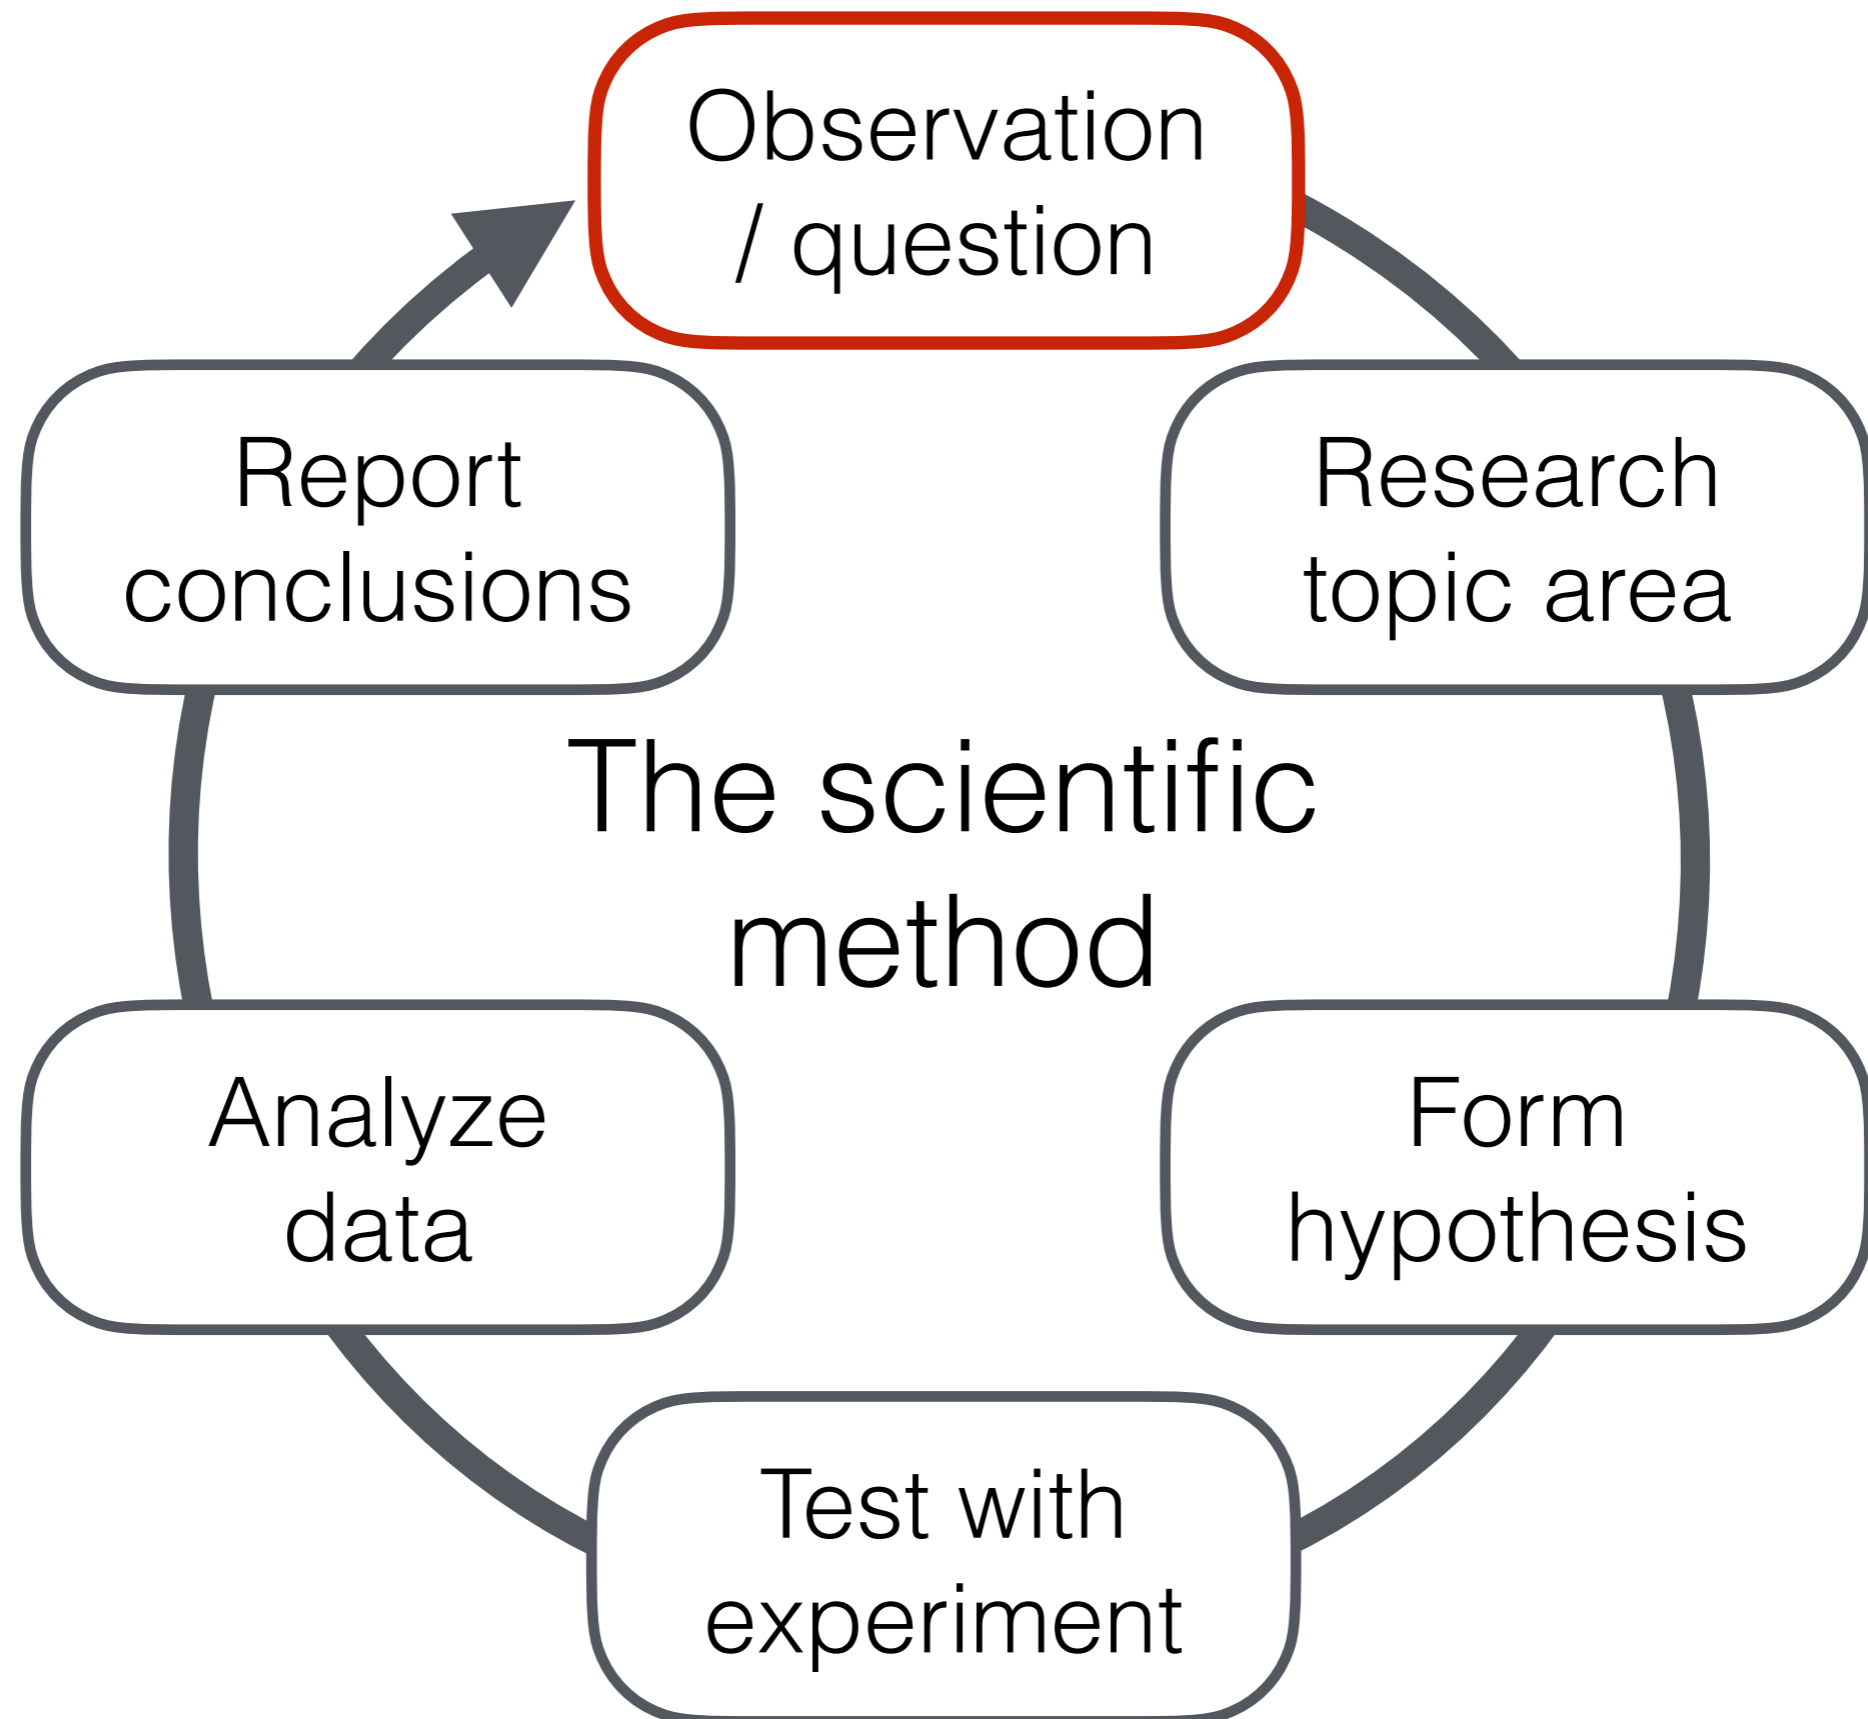 Observation
/ question
Research
topic area
Form
hypothesis
Test with
experiment
Analyze
data
Report
conclusions
The scientific
method